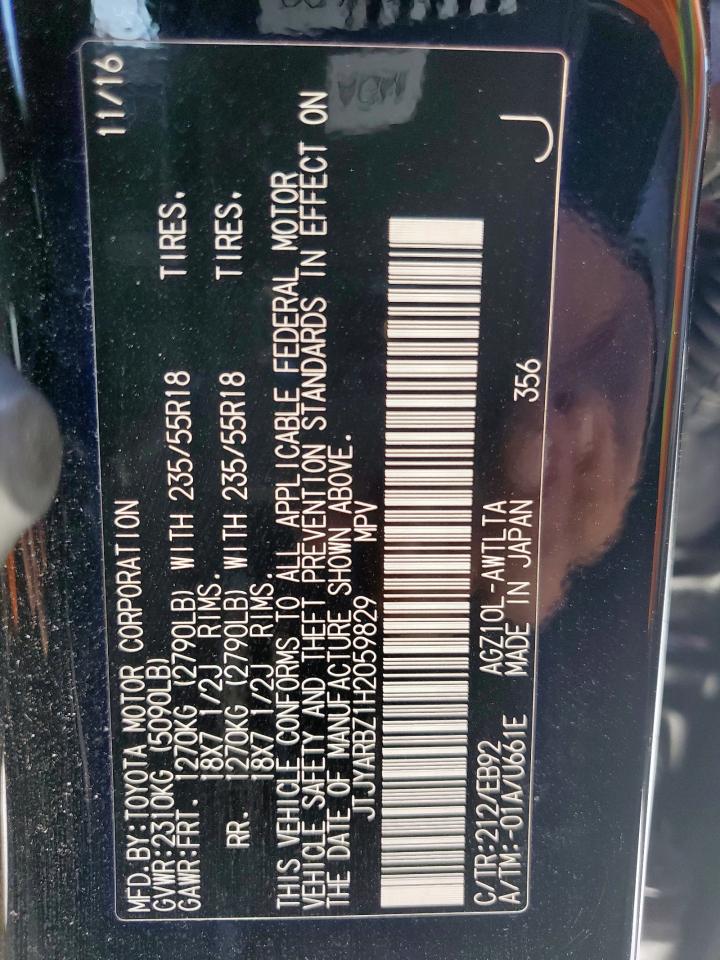 MFD.BY:TOYOTA MOTOR CORPORATION 11/16
GVWR:2310KG (5090LB)
GAWR:FRT. 1270KG (2790LB) WITH 235/55R18 TIRES.
18X7 1/2J RIMS.
RR. 1270KG (2790LB) WITH 235/55R18 TIRES.
18X7 1/2J RIMS.
THIS VEHICLE CONFORMS TO ALL APPLICABLE FEDERAL MOTOR
VEHICLE SAFETY AND THEFT PREVENTION STANDARDS IN EFFECT ON
THE DATE OF MANUFACTURE SHOWN ABOVE.
JTJYARBZ1H2059829 MPV
C/TR:212/EB92 AGZ10L-AWTLTA
A/TM:-01A/U661E MADE IN JAPAN 356 J